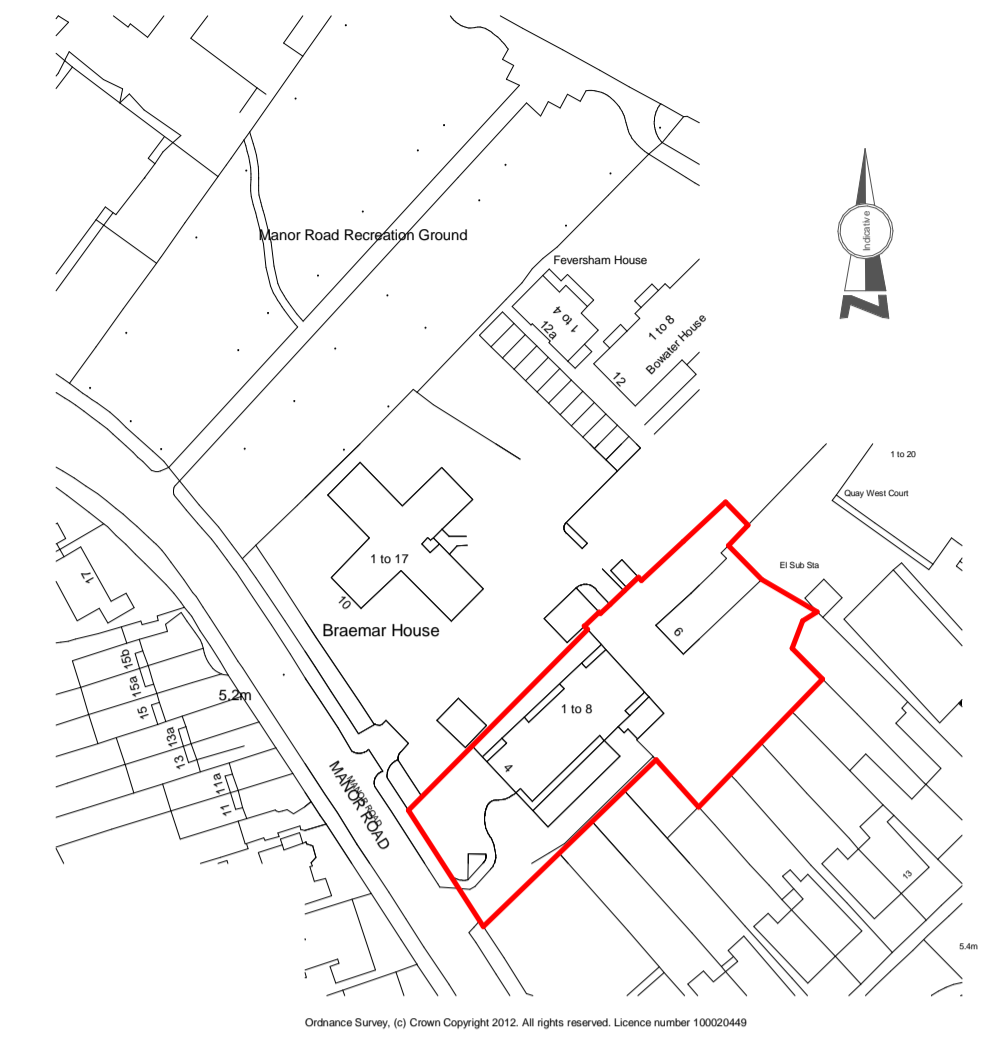 Manor Road Recreation Ground
Feversham House
1 to 4
12a
1 to 8
Bowater House
12
Indicative
N
1 to 20
Quay West Court
El Sub Sta
1 to 17
10
Braemar House
17
6
15b
15a
15
5.2m
13a
13
11a
11
1 to 8
4
MANOR ROAD
MANOR ROAD
13
5.4m
Ordnance Survey, (c) Crown Copyright 2012. All rights reserved. Licence number 100020449